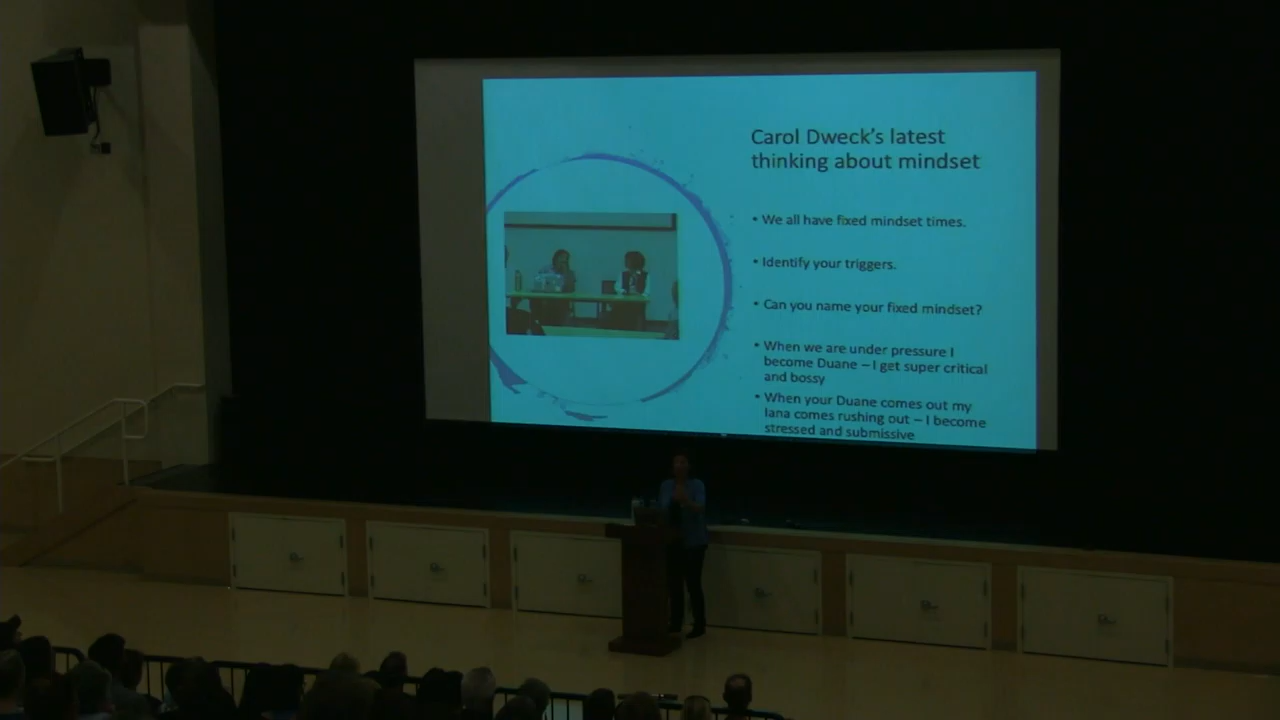 Carol Dweck's latest
thinking about mindset
• We all have fixed mindset times.
• Identify your triggers.
• Can you name your fixed mindset?
• When we are under pressure I
become Duane – I get super critical
and bossy
• When your Duane comes out my
Iana comes rushing out – I become
stressed and submissive